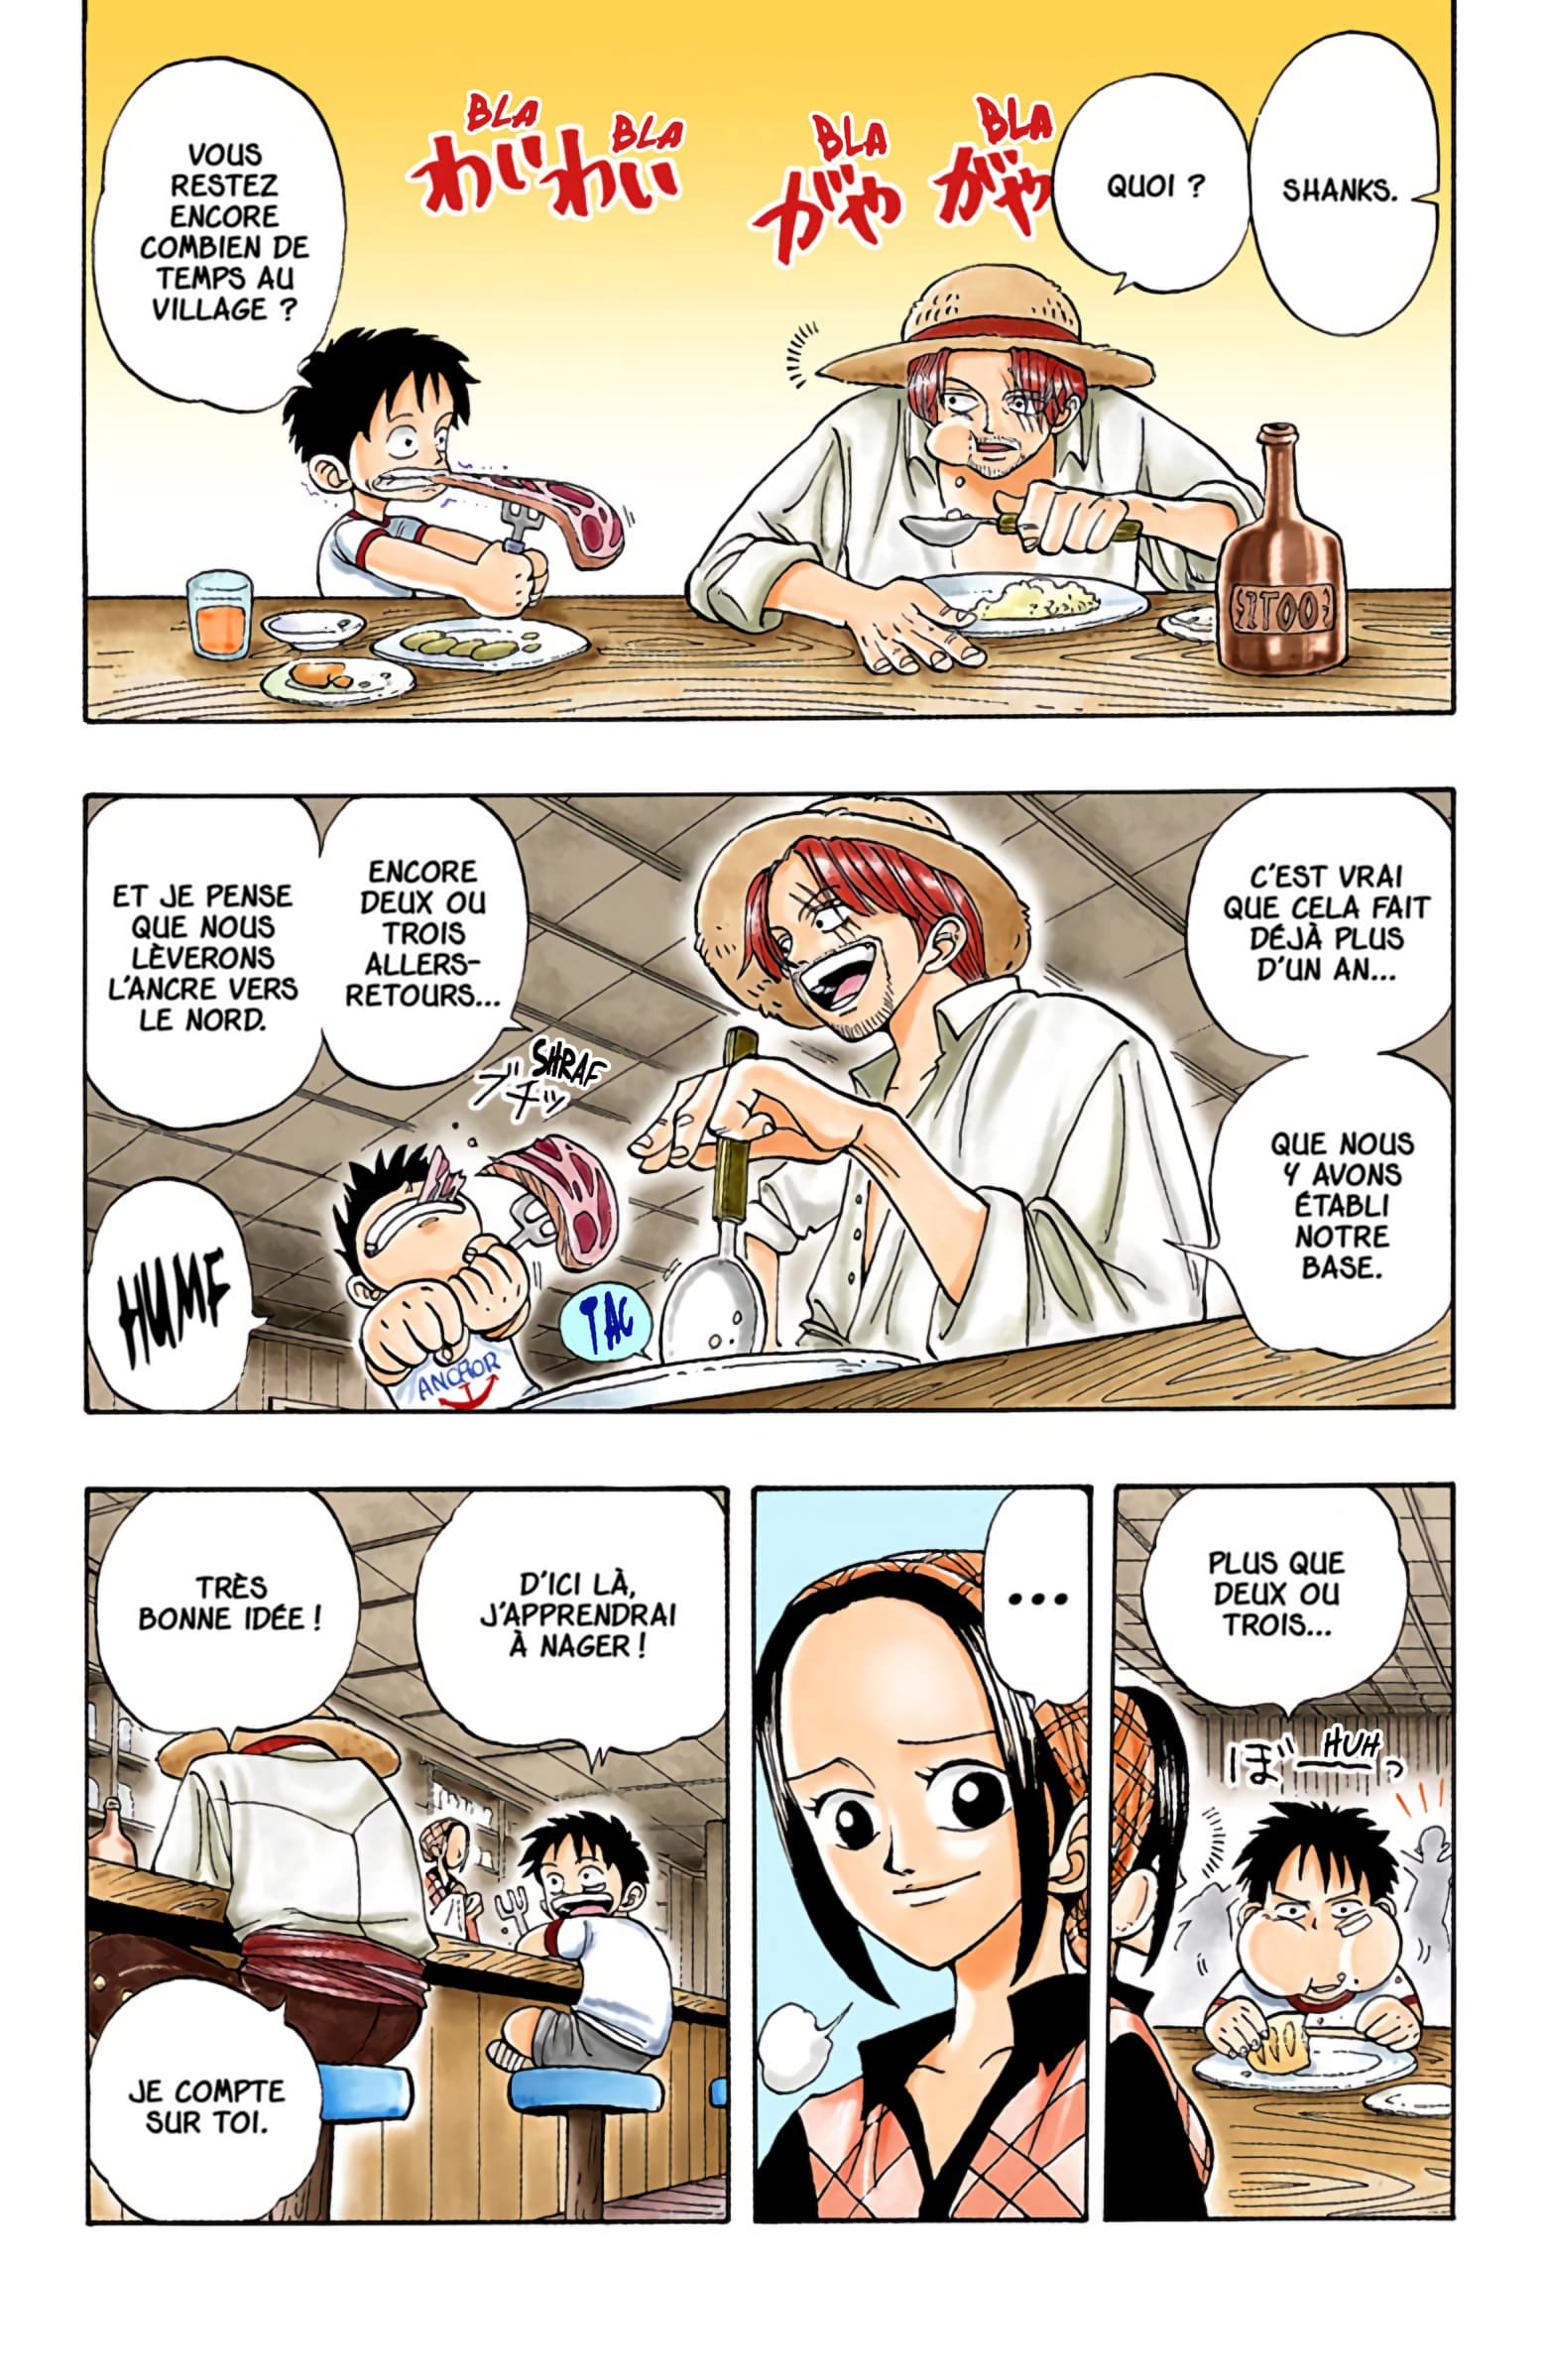 SHANKS.
QUOI ?
BLA
がや
BLA
がや
BLA
わい
BLA
わい
VOUS
RESTEZ
ENCORE
COMBIEN DE
TEMPS AU
VILLAGE ?
ZITOO
C'EST VRAI
QUE CELA FAIT
DÉJÀ PLUS
D'UN AN...
QUE NOUS
Y AVONS
ÉTABLI
NOTRE
BASE.
ENCORE
DEUX OU
TROIS
ALLERS-
RETOURS...
ET JE PENSE
QUE NOUS
LÈVERONS
L'ANCRE VERS
LE NORD.
SHRAF
ブチッ
TAC
HUMF
ANCHOR
PLUS QUE
DEUX OU
TROIS...
HUH
ぼーっ
...
D'ICI LÀ,
J'APPRENDRAI
À NAGER !
TRÈS
BONNE IDÉE !
JE COMPTE
SUR TOI.